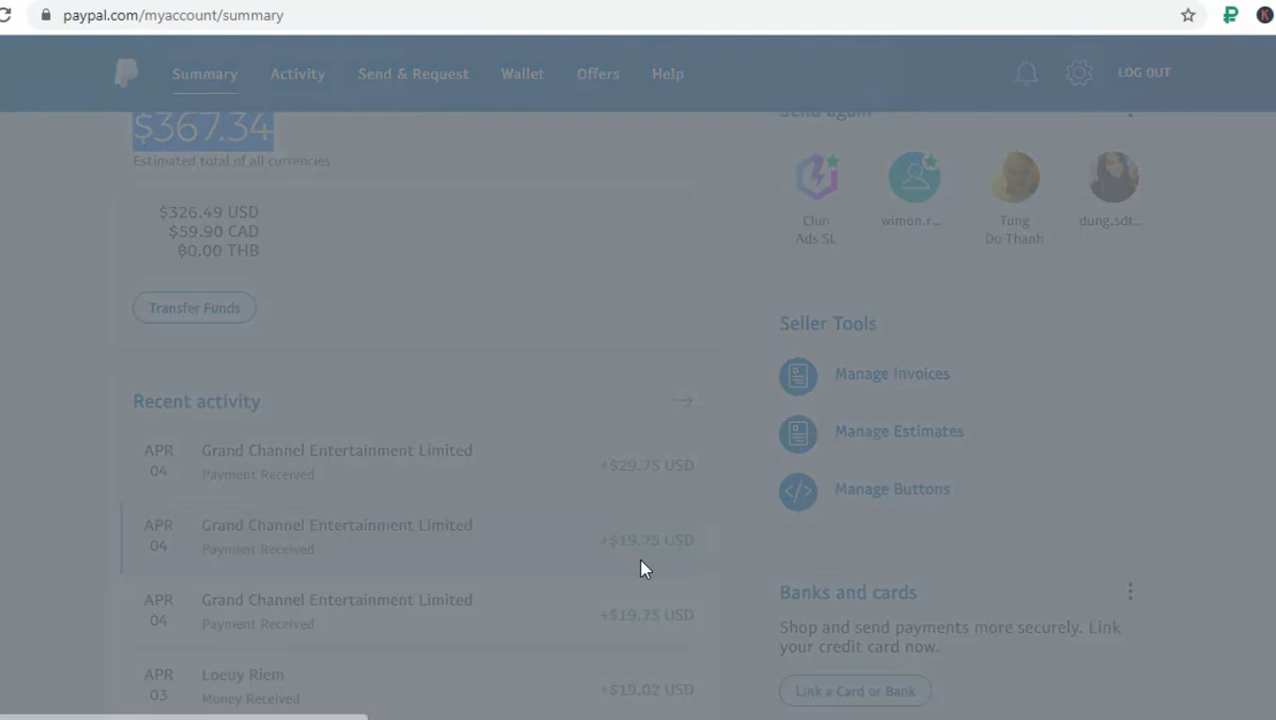 paypal.com/myaccount/summary
Summary Activity Send & Request Wallet Offers Help LOG OUT
$367.34
Estimated total of all currencies
$326.49 USD
$59.90 CAD
฿0.00 THB
Transfer Funds
Recent activity
APR 04
Grand Channel Entertainment Limited
Payment Received
+$29.75 USD
APR 04
Grand Channel Entertainment Limited
Payment Received
+$19.75 USD
APR 04
Grand Channel Entertainment Limited
Payment Received
+$19.75 USD
APR 03
Loeuy Riem
Money Received
+$19.02 USD
Send again
Clun
Ads SL
wimon.r...
Tung
Do Thanh
dung.sdt...
Seller Tools
Manage Invoices
Manage Estimates
Manage Buttons
Banks and cards
Shop and send payments more securely. Link
your credit card now.
Link a Card or Bank